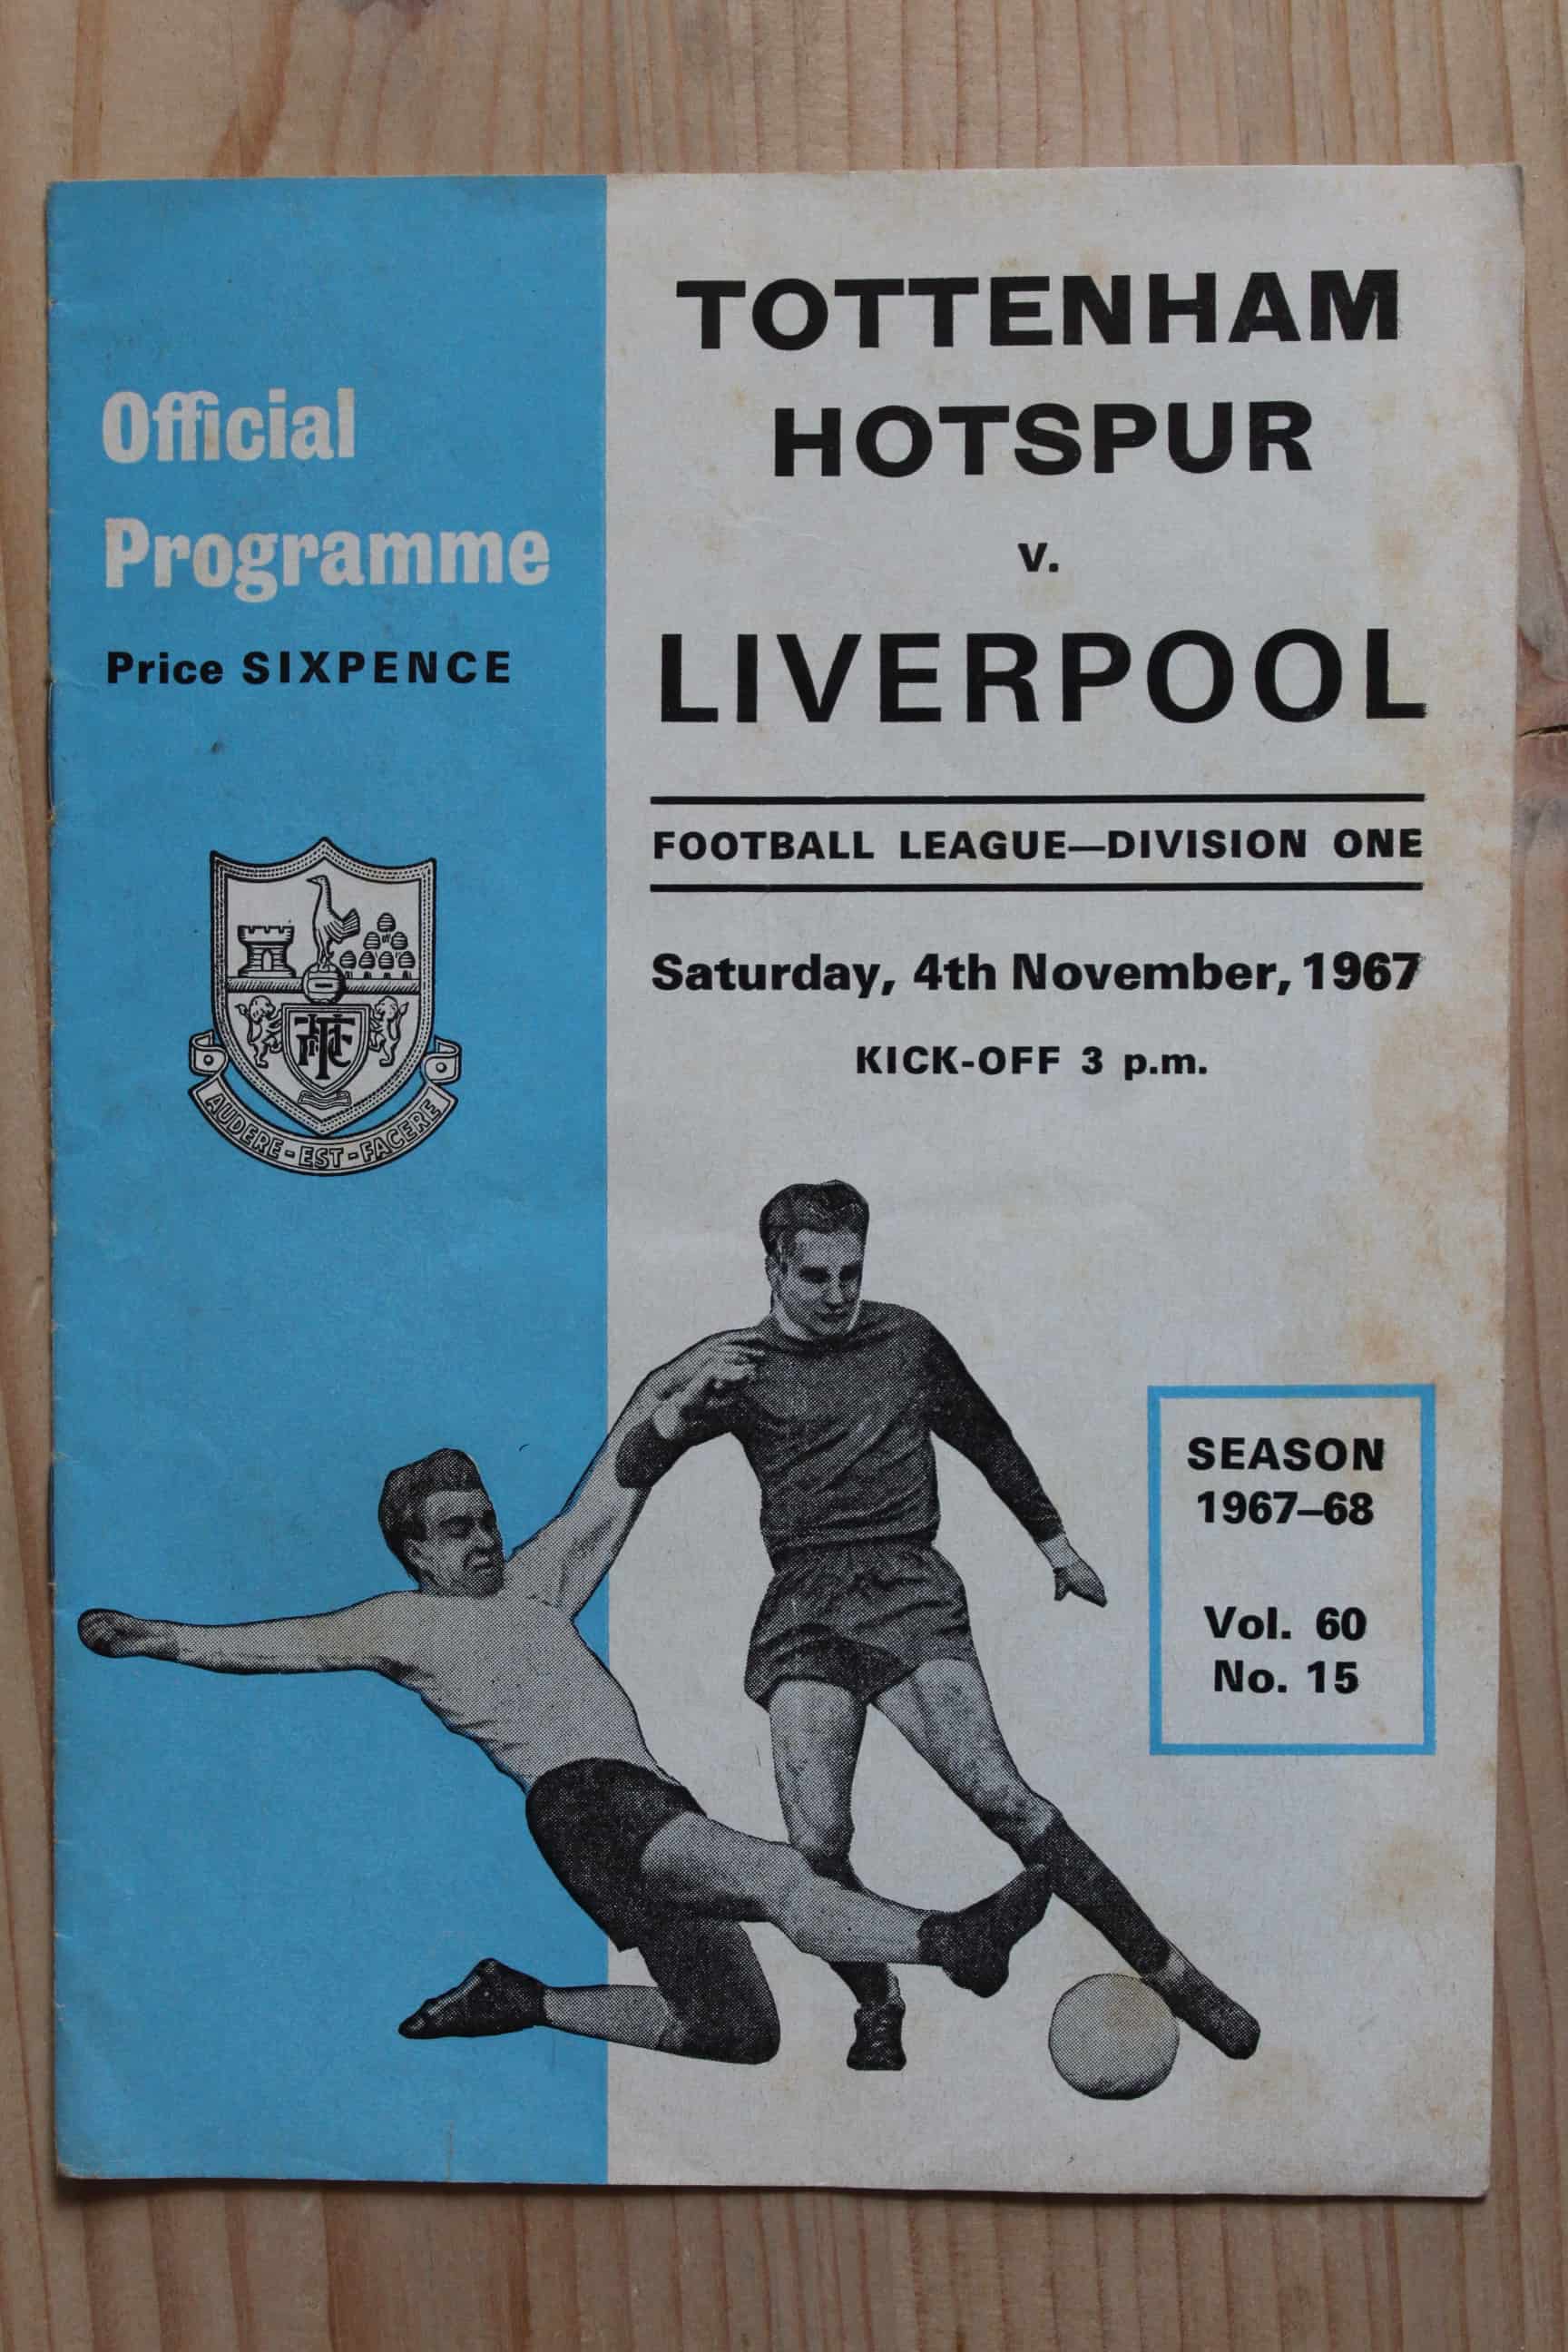 Official
Programme
Price SIXPENCE
AUDERE-EST-FACERE
TOTTENHAM
HOTSPUR
v.
LIVERPOOL
FOOTBALL LEAGUE—DIVISION ONE
Saturday, 4th November, 1967
KICK-OFF 3 p.m.
SEASON
1967–68
Vol. 60
No. 15